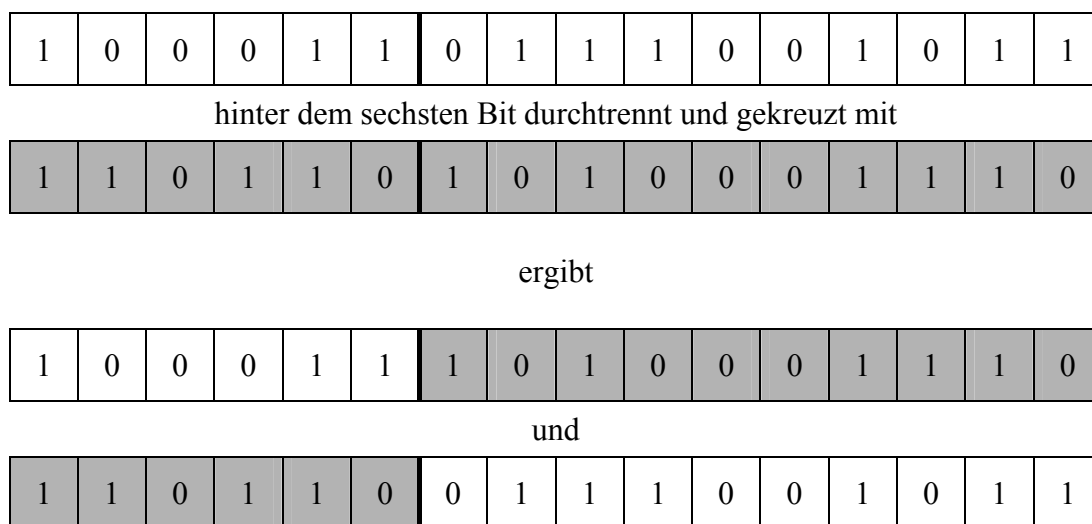 1 0 0 0 1 1 0 1 1 1 0 0 1 0 1 1
hinter dem sechsten Bit durchtrennt und gekreuzt mit
1 1 0 1 1 0 1 0 1 0 0 0 1 1 1 0
ergibt
1 0 0 0 1 1 1 0 1 0 0 0 1 1 1 0
und
1 1 0 1 1 0 0 1 1 1 0 0 1 0 1 1